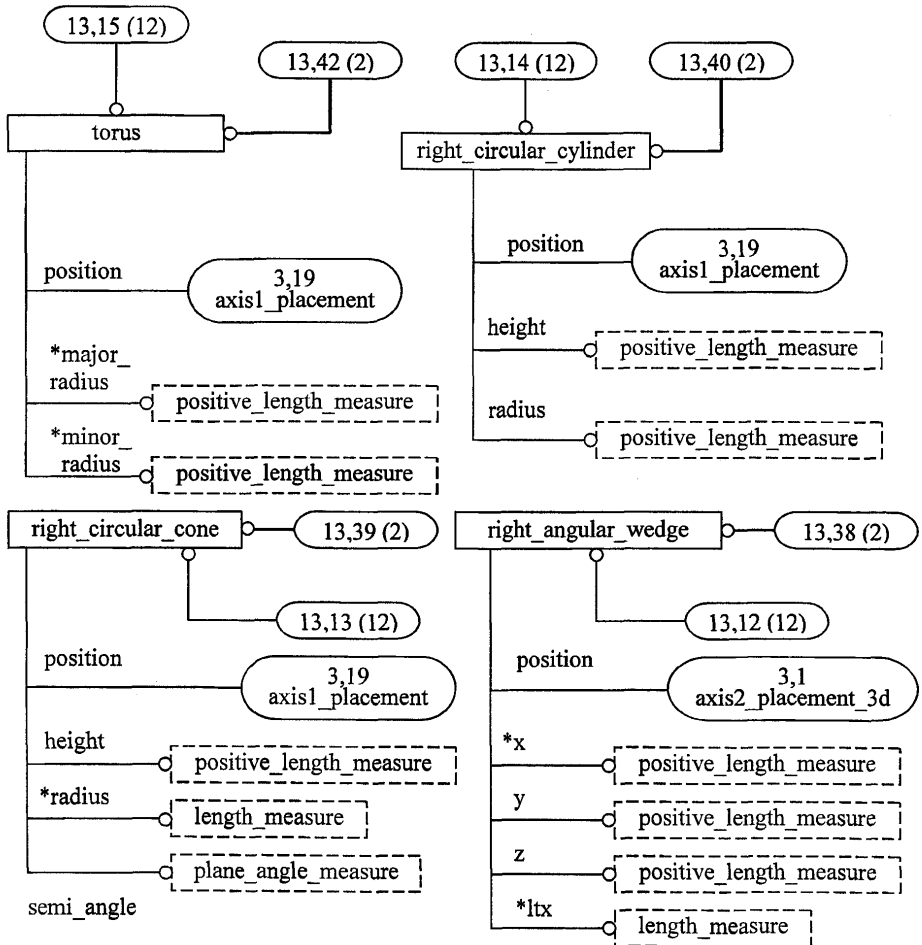 13,15 (12)
13,42 (2)
torus
position
3,19
axis1_placement
*major_
radius
positive_length_measure
*minor_
radius
positive_length_measure
13,14 (12)
13,40 (2)
right_circular_cylinder
position
3,19
axis1_placement
height
positive_length_measure
radius
positive_length_measure
right_circular_cone
13,39 (2)
13,13 (12)
position
3,19
axis1_placement
height
positive_length_measure
*radius
length_measure
plane_angle_measure
semi_angle
right_angular_wedge
13,38 (2)
13,12 (12)
position
3,1
axis2_placement_3d
*x
positive_length_measure
y
positive_length_measure
z
positive_length_measure
*ltx
length_measure